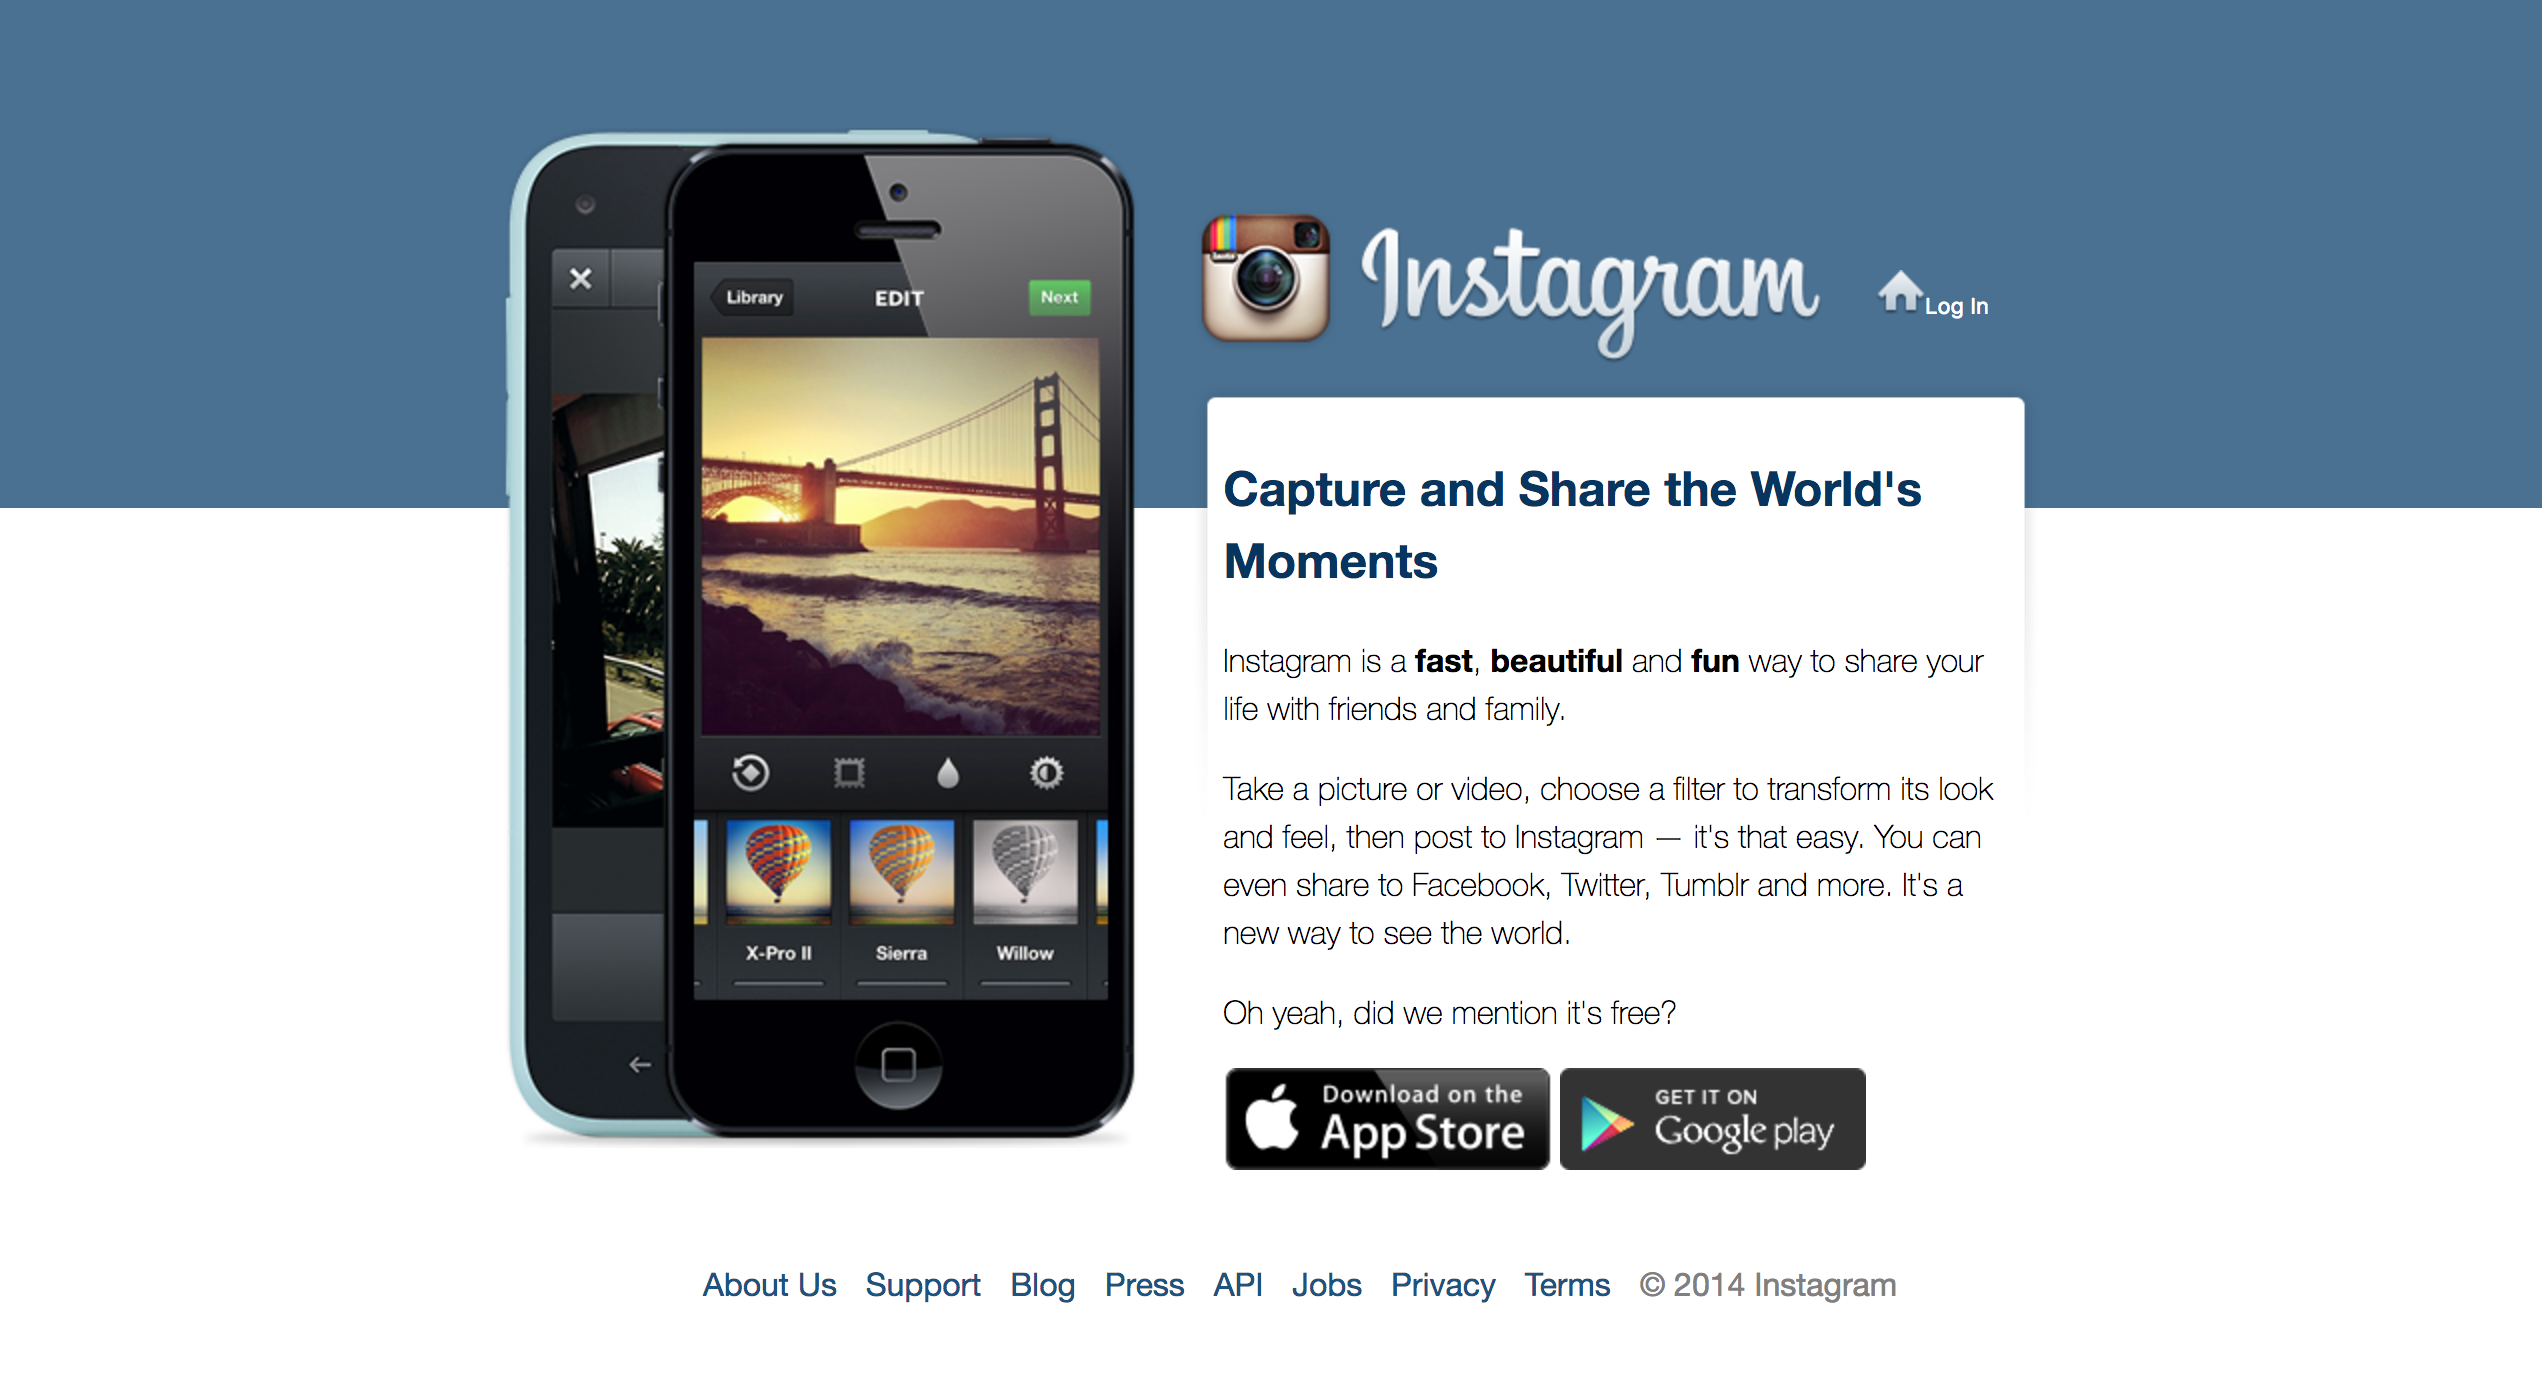 Library
EDIT
Next
X-Pro II
Sierra
Willow
Instagram
Log In
Capture and Share the World's
Moments
Instagram is a fast, beautiful and fun way to share your
life with friends and family.
Take a picture or video, choose a filter to transform its look
and feel, then post to Instagram — it's that easy. You can
even share to Facebook, Twitter, Tumblr and more. It's a
new way to see the world.
Oh yeah, did we mention it's free?
Download on the
App Store
GET IT ON
Google play
About Us Support Blog Press API Jobs Privacy Terms © 2014 Instagram